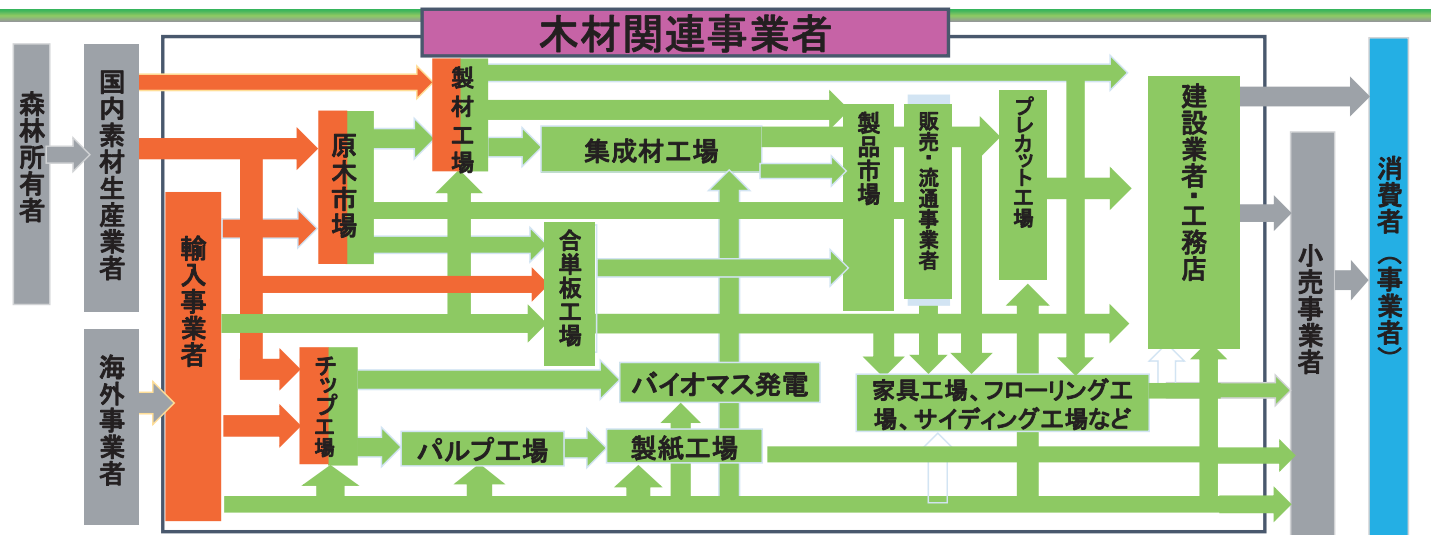 木材関連事業者
森林所有者
国内素材生産業者
海外事業者
輸入事業者
原木市場
チップ工場
製材工場
集成材工場
合単板工場
バイオマス発電
パルプ工場
製紙工場
製品市場
販売・流通事業者
プレカット工場
家具工場、フローリング工
場、サイディング工場など
建設業者・工務店
小売事業者
消費者（事業者）